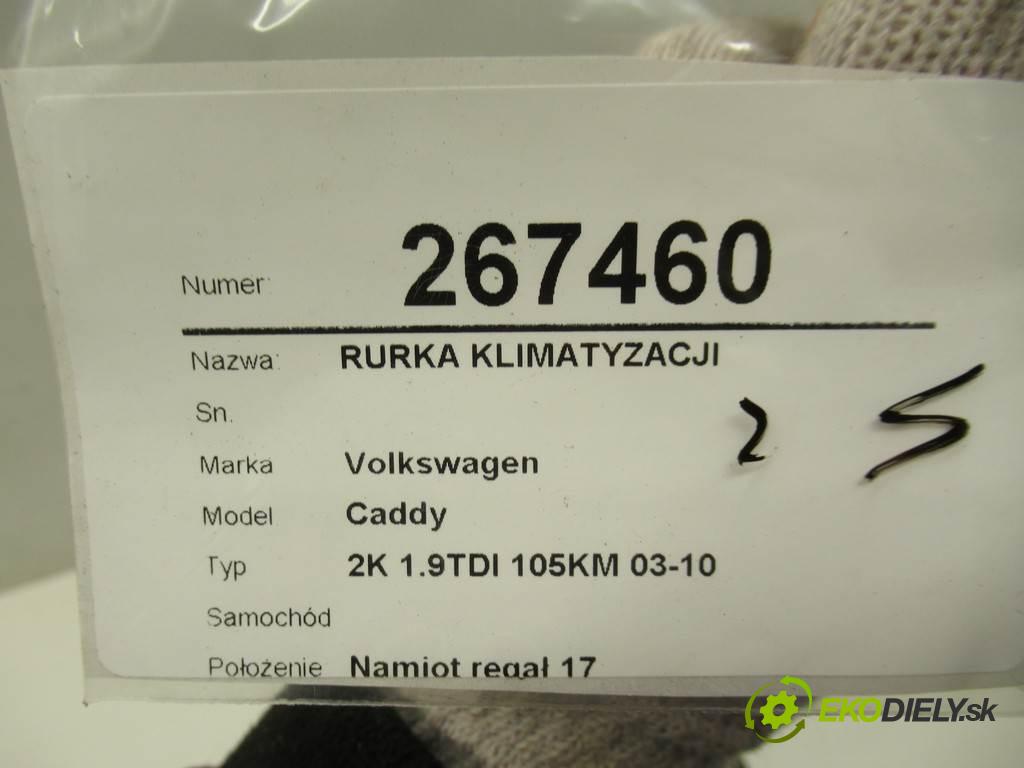 Numer: 267460
Nazwa: RURKA KLIMATYZACJI
Sn.
2 S
Marka Volkswagen
Model Caddy
Typ 2K 1.9TDI 105KM 03-10
Samochód
Położenie Namiot regał 17
EKODIELY.sk